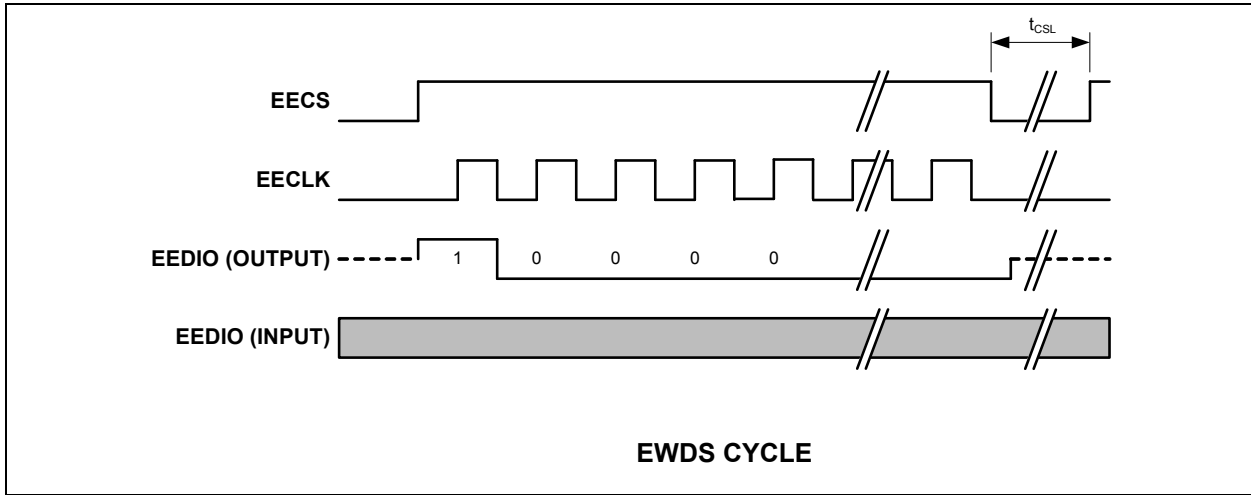 tCSL
EECS
EECLK
EEDIO (OUTPUT) 1 0 0 0 0
EEDIO (INPUT)
EWDS CYCLE